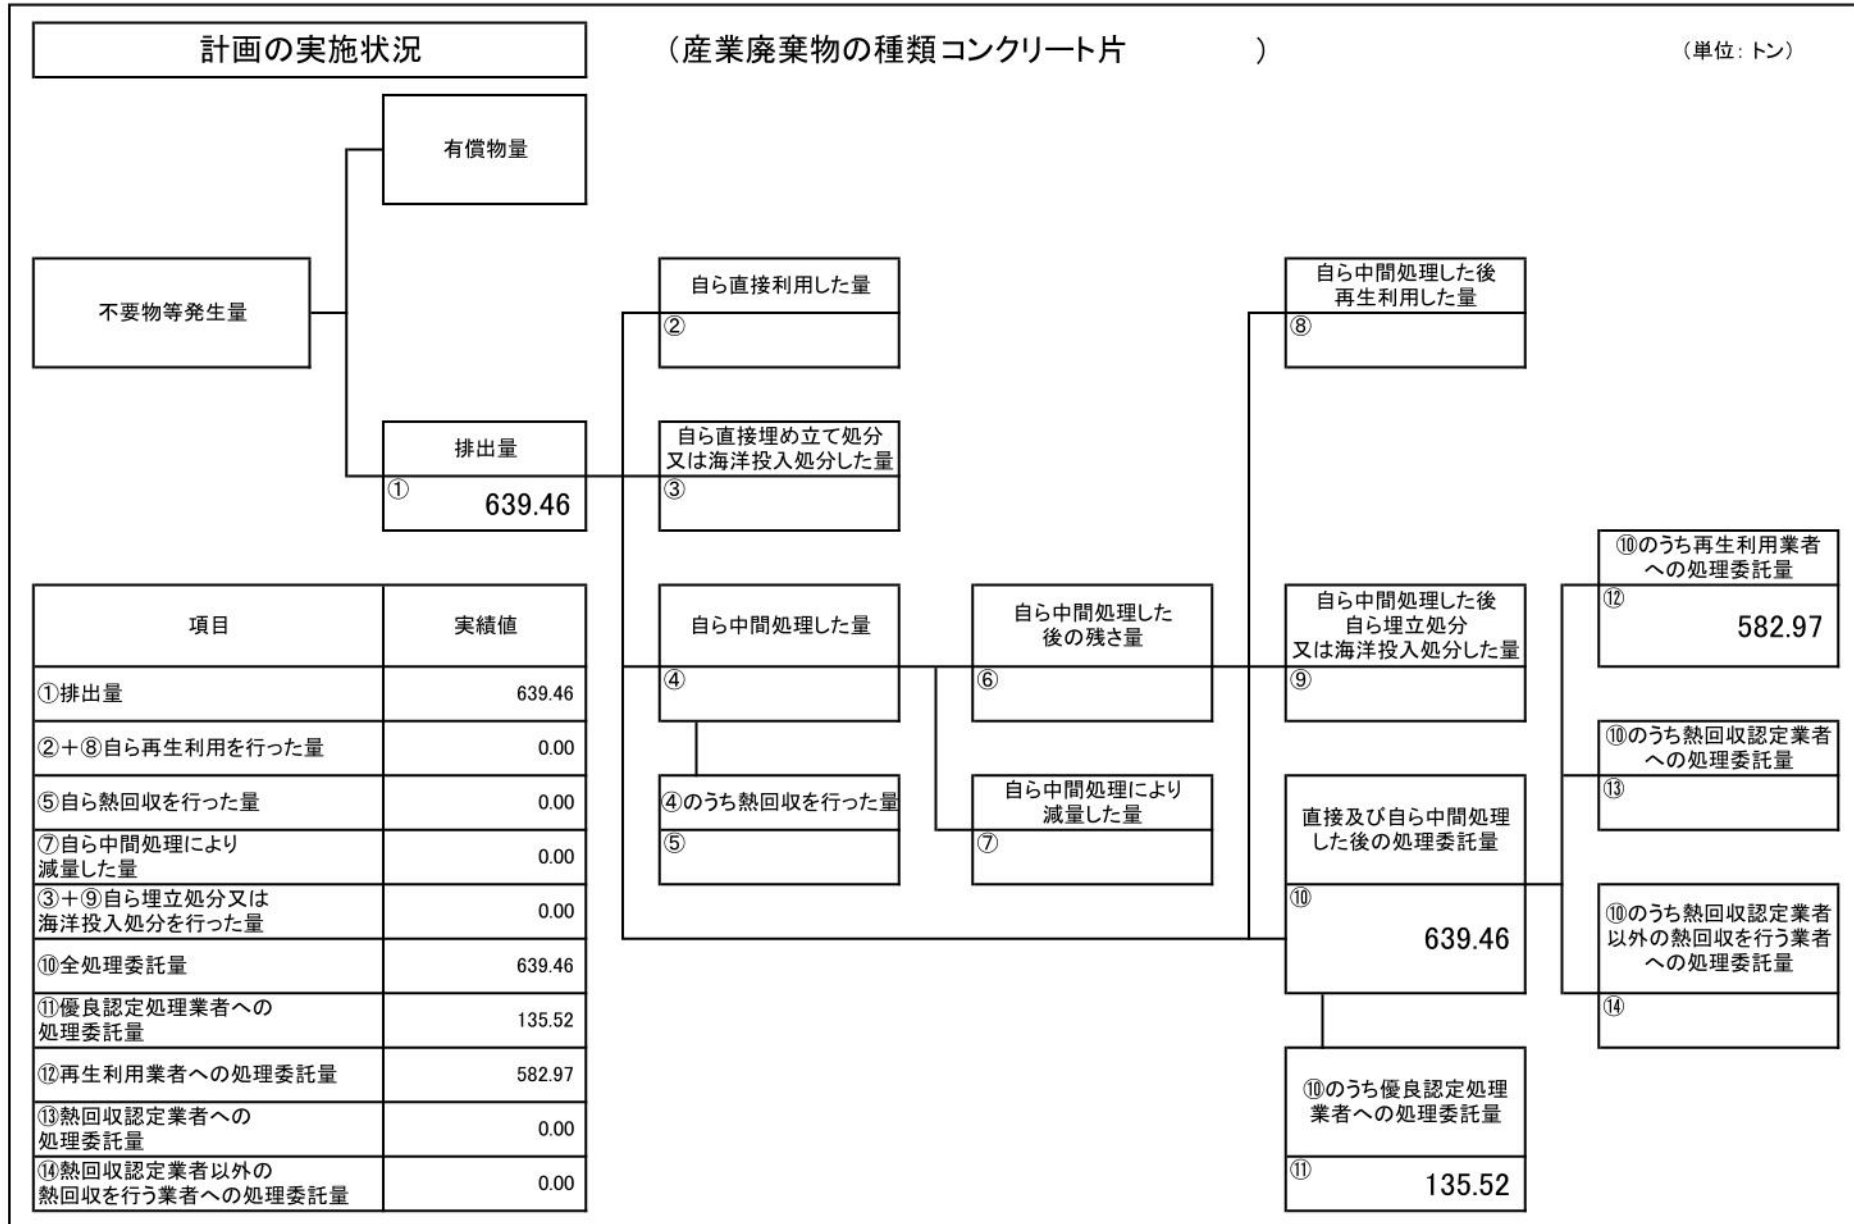 計画の実施状況
（産業廃棄物の種類コンクリート片　　　）
（単位：トン）
有償物量
不要物等発生量
自ら直接利用した量
②
自ら中間処理した後
再生利用した量
⑧
排出量
①
639.46
自ら直接埋め立て処分
又は海洋投入処分した量
③
⑩のうち再生利用業者
への処理委託量
⑫
582.97
自ら中間処理した量
④
自ら中間処理した
後の残さ量
⑥
自ら中間処理した後
自ら埋立処分
又は海洋投入処分した量
⑨
⑩のうち熱回収認定業者
への処理委託量
⑬
④のうち熱回収を行った量
⑤
自ら中間処理により
減量した量
⑦
直接及び自ら中間処理
した後の処理委託量
⑩
639.46
⑩のうち熱回収認定業者
以外の熱回収を行う業者
への処理委託量
⑭
⑩のうち優良認定処理
業者への処理委託量
⑪
135.52
項目 実績値
①排出量 639.46
②＋⑧自ら再生利用を行った量 0.00
⑤自ら熱回収を行った量 0.00
⑦自ら中間処理により
減量した量 0.00
③＋⑨自ら埋立処分又は
海洋投入処分を行った量 0.00
⑩全処理委託量 639.46
⑪優良認定処理業者への
処理委託量 135.52
⑫再生利用業者への処理委託量 582.97
⑬熱回収認定業者への
処理委託量 0.00
⑭熱回収認定業者以外の
熱回収を行う業者への処理委託量 0.00